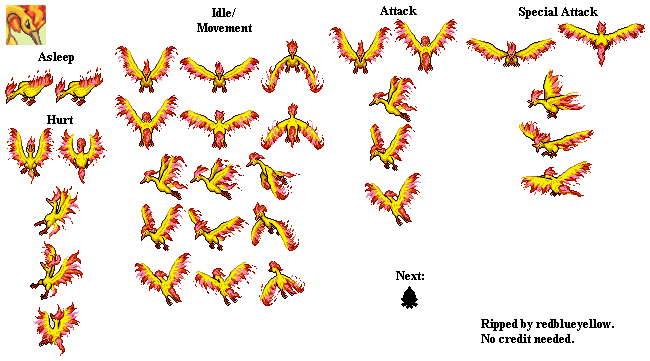 Idle/
Movement
Attack
Special Attack
Asleep
Hurt
Next:
Ripped by redblueyellow.
No credit needed.